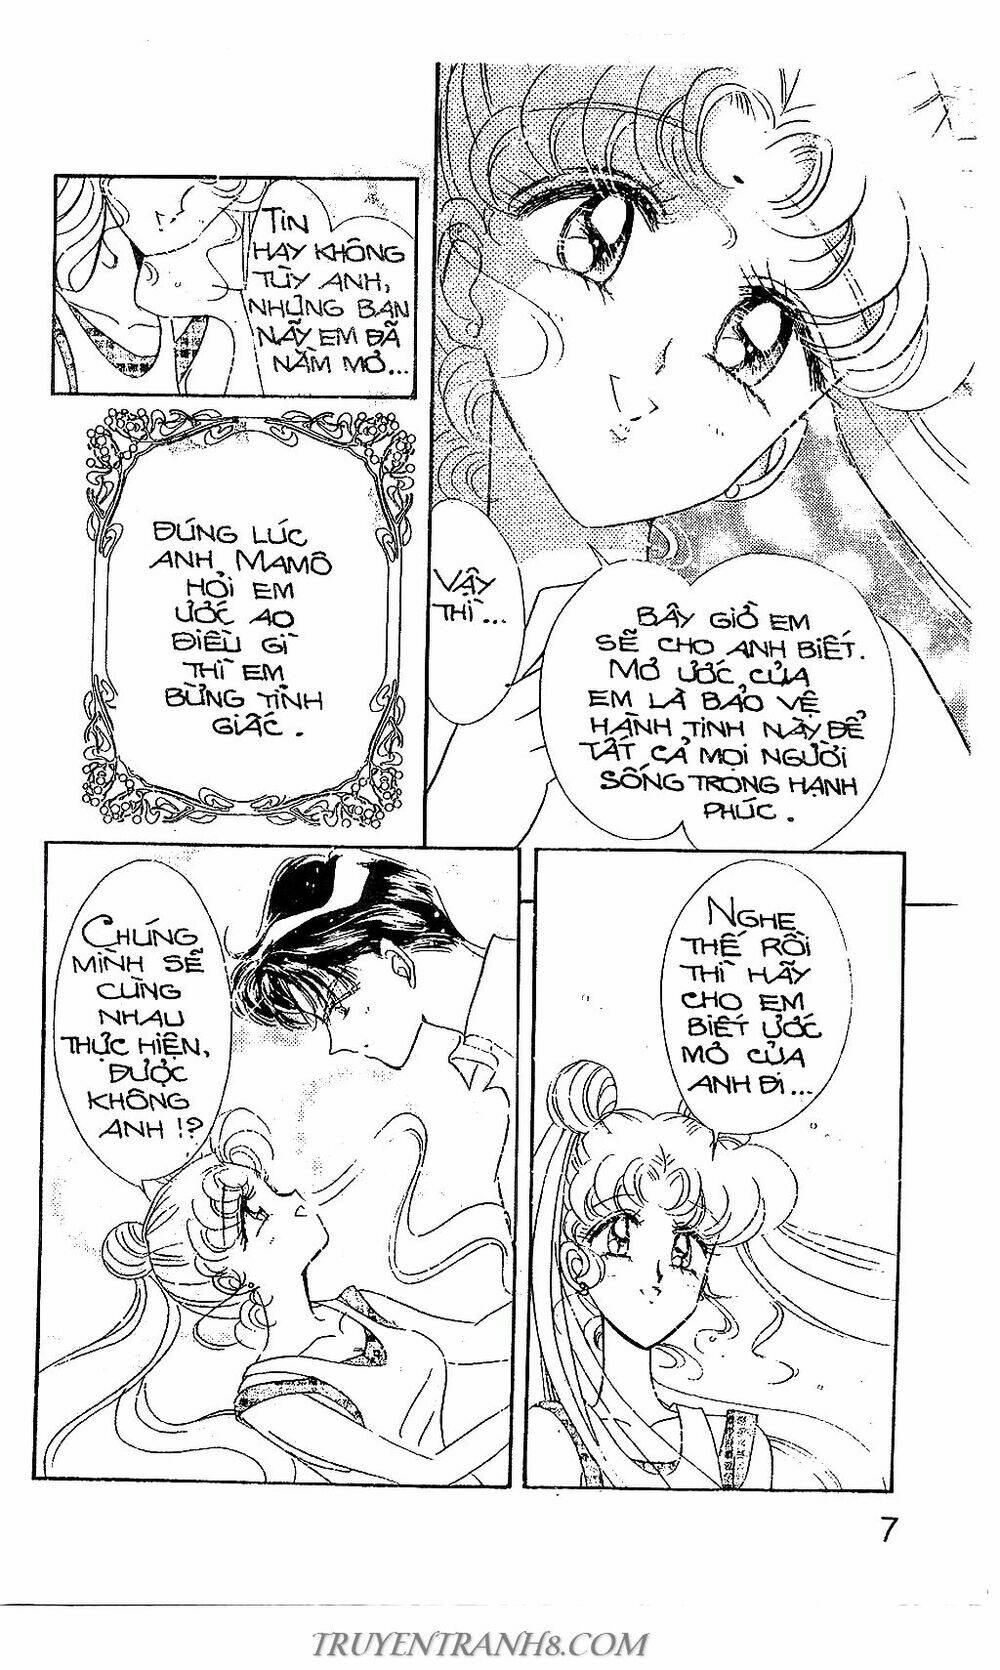 TIN
HAY KHÔNG
TÙY ANH,
NHƯNG BAN
NÃY EM ĐÃ
NẰM MƠ...
ĐÚNG LÚC
ANH MAMÔ
HỎI EM
ƯỚC AO
ĐIỀU GÌ
THÌ EM
BỪNG TỈNH
GIẤC.
VẬY
THÌ...
BÂY GIỜ EM
SẼ CHO ANH BIẾT.
MƠ ƯỚC CỦA
EM LÀ BẢO VỆ
HÀNH TINH NÀY ĐỂ
TẤT CẢ MỌI NGƯỜI
SỐNG TRONG HẠNH
PHÚC.
CHÚNG
MÌNH SẼ
CÙNG
NHAU
THỰC HIỆN,
ĐƯỢC
KHÔNG
ANH !?
NGHE
THẾ RỒI
THÌ HÃY
CHO EM
BIẾT ƯỚC
MƠ CỦA
ANH ĐI...
7
TRUYENTRANH8.COM